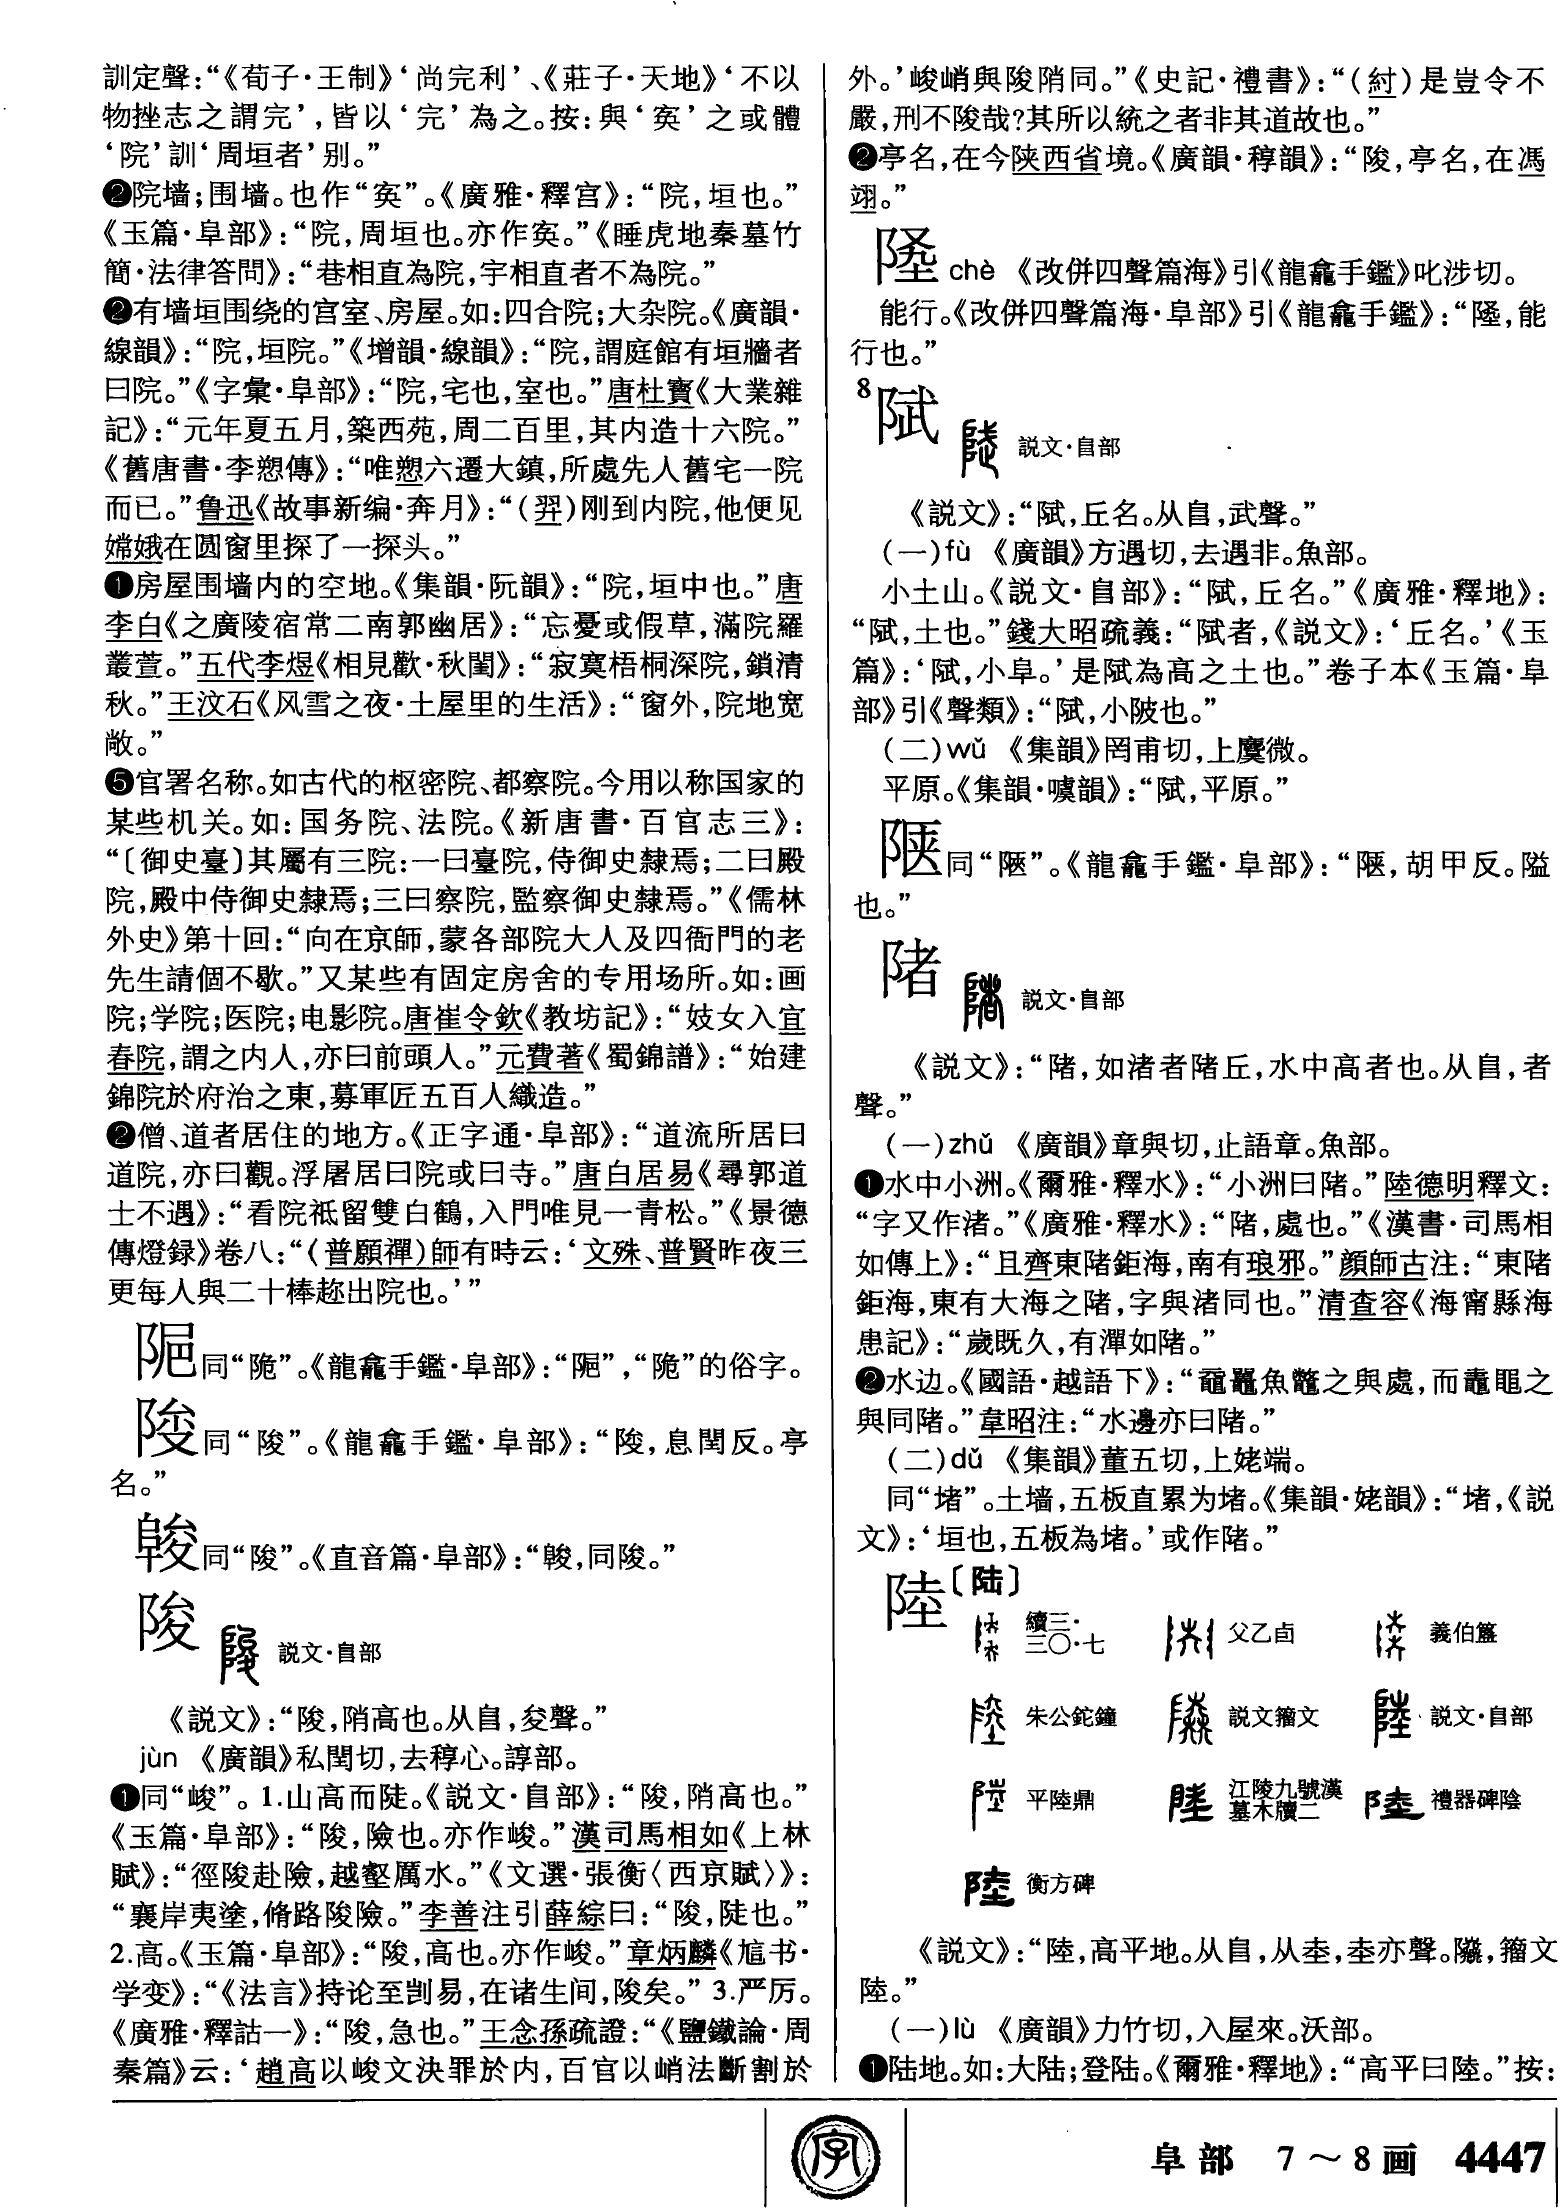 訓定聲：“《荀子·王制》‘尚完利’、《莊子·天地》‘不以
物挫志之謂完’，皆以‘完’為之。按：與‘𡩾’之或體
‘院’訓‘周垣者’别。”
❷院墙；围墙。也作“𡩾”。《廣雅·釋宫》：“院，垣也。”
《玉篇·阜部》：“院，周垣也。亦作𡩾。”《睡虎地秦墓竹
簡·法律答問》：“巷相直為院，宇相直者不為院。”
❷有墙垣围绕的宫室、房屋。如：四合院；大杂院。《廣韻·
線韻》：“院，垣院。”《增韻·線韻》：“院，謂庭館有垣牆者
曰院。”《字彙·阜部》：“院，宅也，室也。”唐杜寶《大業雜
記》：“元年夏五月，築西苑，周二百里，其内造十六院。”
《舊唐書·李愬傳》：“唯愬六遷大鎮，所處先人舊宅一院
而已。”鲁迅《故事新编·奔月》：“（羿）刚到内院，他便见
嫦娥在圆窗里探了一探头。”
❶房屋围墙内的空地。《集韻·阮韻》：“院，垣中也。”唐
李白《之廣陵宿常二南郭幽居》：“忘憂或假草，滿院羅
叢萱。”五代李煜《相見歡·秋閨》：“寂寞梧桐深院，鎖清
秋。”王汶石《风雪之夜·土屋里的生活》：“窗外，院地宽
敞。”
❺官署名称。如古代的枢密院、都察院。今用以称国家的
某些机关。如：国务院、法院。《新唐書·百官志三》：
“〔御史臺〕其屬有三院：一曰臺院，侍御史隸焉；二曰殿
院，殿中侍御史隸焉；三曰察院，監察御史隸焉。”《儒林
外史》第十回：“向在京師，蒙各部院大人及四衙門的老
先生請個不歇。”又某些有固定房舍的专用场所。如：画
院；学院；医院；电影院。唐崔令欽《教坊記》：“妓女入宜
春院，謂之内人，亦曰前頭人。”元費著《蜀錦譜》：“始建
錦院於府治之東，募軍匠五百人織造。”
❷僧、道者居住的地方。《正字通·阜部》：“道流所居曰
道院，亦曰觀。浮屠居曰院或曰寺。”唐白居易《尋郭道
士不遇》：“看院衹留雙白鶴，入門唯見一青松。”《景德
傳燈録》卷八：“（普願禪）師有時云：‘文殊、普賢昨夜三
更每人與二十棒趂出院也。’”
同“陒”。《龍龕手鑑·阜部》：“”，“陒”的俗字。
同“陖”。《龍龕手鑑·阜部》：“，息閏反。亭
名。”
同“陖”。《直音篇·阜部》：“，同陖。”
陖 説文·𨸏部
《説文》：“陖，陗高也。从𨸏，夋聲。”
jùn 《廣韻》私閏切，去稕心。諄部。
❶同“峻”。1.山高而陡。《説文·𨸏部》：“陖，陗高也。”
《玉篇·阜部》：“陖，險也。亦作峻。”漢司馬相如《上林
賦》：“徑陖赴險，越壑厲水。”《文選·張衡〈西京賦〉》：
“襄岸夷塗，脩路陖險。”李善注引薛綜曰：“陖，陡也。”
2.高。《玉篇·阜部》：“陖，高也。亦作峻。”章炳麟《訄书·
学变》：“《法言》持论至剀易，在诸生间，陖矣。”3.严厉。
《廣雅·釋詁一》：“陖，急也。”王念孫疏證：“《鹽鐵論·周
秦篇》云：‘趙高以峻文決罪於内，百官以峭法斷割於
外。’峻峭與陖陗同。”《史記·禮書》：“（紂）是豈令不
嚴，刑不陖哉？其所以統之者非其道故也。”
❷亭名，在今陕西省境。《廣韻·稕韻》：“陖，亭名，在馮
翊。”
chè 《改併四聲篇海》引《龍龕手鑑》叱涉切。
能行。《改併四聲篇海·阜部》引《龍龕手鑑》：“，能
行也。”
8 陚 説文·𨸏部
《説文》：“陚，丘名。从𨸏，武聲。”
（一）fù 《廣韻》方遇切，去遇非。魚部。
小土山。《説文·𨸏部》：“陚，丘名。”《廣雅·釋地》：
“陚，土也。”錢大昭疏義：“陚者，《説文》：‘丘名。’《玉
篇》：‘陚，小阜。’是陚為高之土也。”卷子本《玉篇·阜
部》引《聲類》：“陚，小陂也。”
（二）wǔ 《集韻》罔甫切，上麌微。
平原。《集韻·噳韻》：“陚，平原。”
同“陿”。《龍龕手鑑·阜部》：“，胡甲反。隘
也。”
陼 説文·𨸏部
《説文》：“陼，如渚者陼丘，水中高者也。从𨸏，者
聲。”
（一）zhǔ 《廣韻》章與切，止語章。魚部。
❶水中小洲。《爾雅·釋水》：“小洲曰陼。”陸德明釋文：
“字又作渚。”《廣雅·釋水》：“陼，處也。”《漢書·司馬相
如傳上》：“且齊東陼鉅海，南有琅邪。”顔師古注：“東陼
鉅海，東有大海之陼，字與渚同也。”清查容《海甯縣海
患記》：“歲既久，有潬如陼。”
❷水边。《國語·越語下》：“黿鼉魚鼈之與處，而鼃黽之
與同陼。”韋昭注：“水邊亦曰陼。”
（二）dǔ 《集韻》董五切，上姥端。
同“堵”。土墙，五板直累为堵。《集韻·姥韻》：“堵，《説
文》：‘垣也，五板為堵。’或作陼。”
陸〔陆〕
續三·三〇·七 父乙卣 義伯簋
朱公鉈鐘 説文籀文 説文·𨸏部
平陸鼎 江陵九號漢墓木牘二 禮器碑陰
衡方碑
《説文》：“陸，高平地。从𨸏，从坴，坴亦聲。𨽐，籀文
陸。”
（一）lù 《廣韻》力竹切，入屋來。沃部。
❶陆地。如：大陆；登陆。《爾雅·釋地》：“高平曰陸。”按：
字
阜部 7～8画 4447